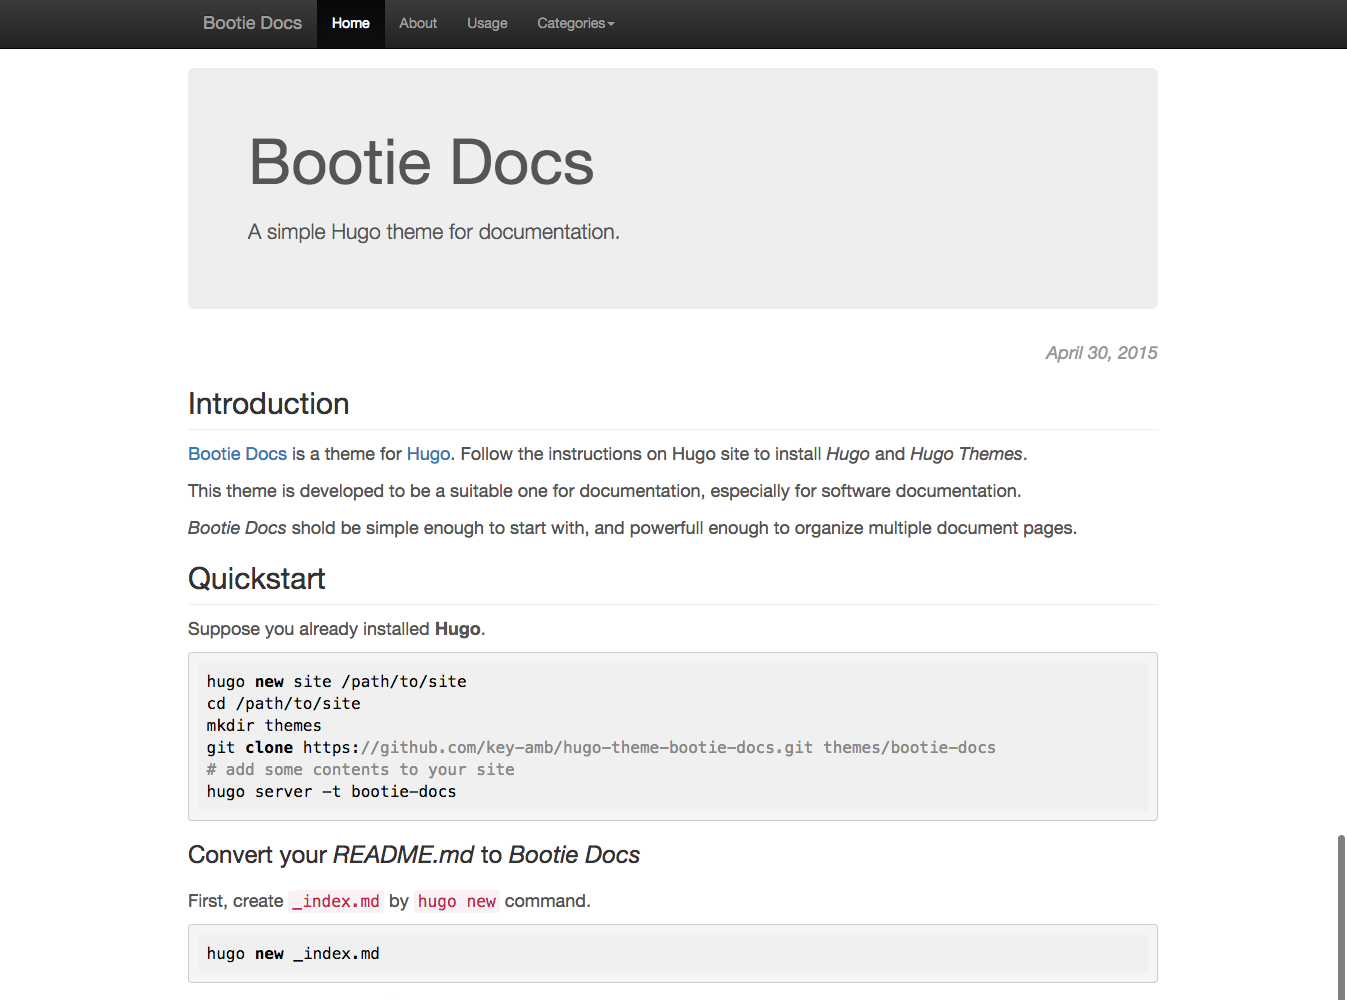 Bootie Docs Home About Usage Categories
Bootie Docs
A simple Hugo theme for documentation.
April 30, 2015
Introduction
Bootie Docs is a theme for Hugo. Follow the instructions on Hugo site to install Hugo and Hugo Themes.
This theme is developed to be a suitable one for documentation, especially for software documentation.
Bootie Docs shold be simple enough to start with, and powerfull enough to organize multiple document pages.
Quickstart
Suppose you already installed Hugo.
hugo new site /path/to/site
cd /path/to/site
mkdir themes
git clone https://github.com/key-amb/hugo-theme-bootie-docs.git themes/bootie-docs
# add some contents to your site
hugo server -t bootie-docs
Convert your README.md to Bootie Docs
First, create _index.md by hugo new command.
hugo new _index.md